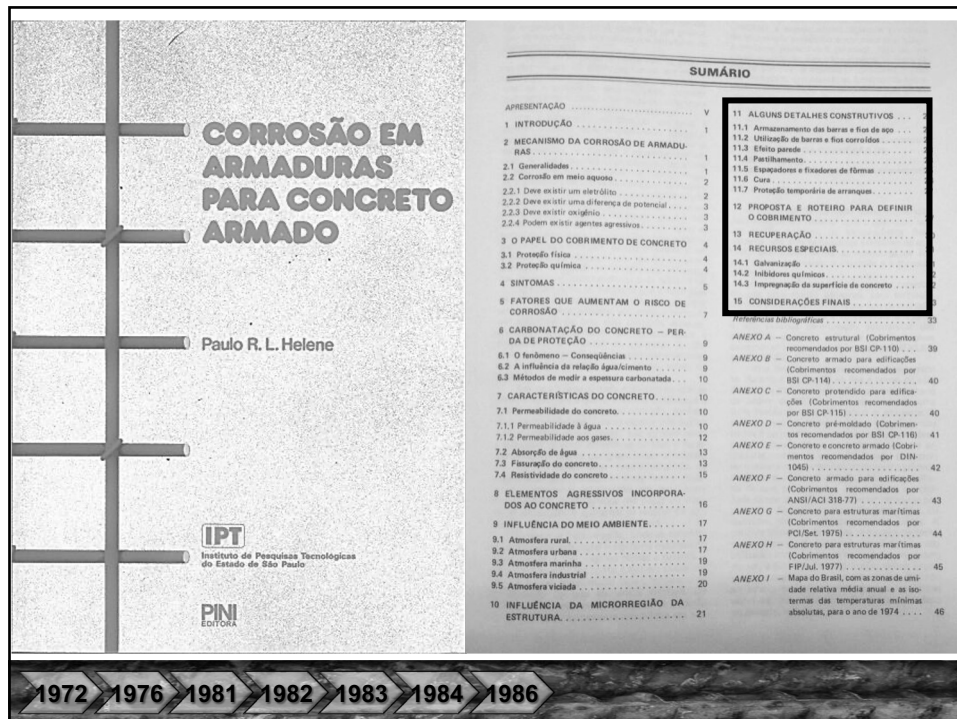 CORROSÃO EM
ARMADURAS
PARA CONCRETO
ARMADO
Paulo R. L. Helene
IPT
Instituto de Pesquisas Tecnológicas
do Estado de São Paulo
PINI
EDITORA
SUMÁRIO
APRESENTAÇÃO V
1 INTRODUÇÃO 1
2 MECANISMO DA CORROSÃO DE ARMADU-
RAS 1
2.1 Generalidades 1
2.2 Corrosão em meio aquoso 2
2.2.1 Deve existir um eletrólito 2
2.2.2 Deve existir uma diferença de potencial 3
2.2.3 Deve existir oxigênio 3
2.2.4 Podem existir agentes agressivos 3
3 O PAPEL DO COBRIMENTO DE CONCRETO 4
3.1 Proteção física 4
3.2 Proteção química 4
4 SINTOMAS 5
5 FATORES QUE AUMENTAM O RISCO DE
CORROSÃO 7
6 CARBONATAÇÃO DO CONCRETO — PER-
DA DE PROTEÇÃO 9
6.1 O fenômeno — Conseqüências 9
6.2 A influência da relação água/cimento 9
6.3 Métodos de medir a espessura carbonatada 10
7 CARACTERÍSTICAS DO CONCRETO 10
7.1 Permeabilidade do concreto 10
7.1.1 Permeabilidade à água 10
7.1.2 Permeabilidade aos gases 12
7.2 Absorção de água 13
7.3 Fissuração do concreto 13
7.4 Resistividade do concreto 15
8 ELEMENTOS AGRESSIVOS INCORPORA-
DOS AO CONCRETO 16
9 INFLUÊNCIA DO MEIO AMBIENTE 17
9.1 Atmosfera rural 17
9.2 Atmosfera urbana 17
9.3 Atmosfera marinha 19
9.4 Atmosfera industrial 19
9.5 Atmosfera viciada 20
10 INFLUÊNCIA DA MICRORREGIÃO DA
ESTRUTURA 21
11 ALGUNS DETALHES CONSTRUTIVOS
11.1 Armazenamento das barras e fios de aço
11.2 Utilização de barras e fios corroídos
11.3 Efeito parede
11.4 Pastilhamento
11.5 Espaçadores e fixadores de fôrmas
11.6 Cura
11.7 Proteção temporária de arranques
12 PROPOSTA E ROTEIRO PARA DEFINIR
O COBRIMENTO
13 RECUPERAÇÃO
14 RECURSOS ESPECIAIS
14.1 Galvanização
14.2 Inibidores químicos
14.3 Impregnação da superfície de concreto
15 CONSIDERAÇÕES FINAIS
Referências bibliográficas 33
ANEXO A — Concreto estrutural (Cobrimentos
recomendados por BSI CP-110) 39
ANEXO B — Concreto armado para edificações
(Cobrimentos recomendados por
BSI CP-114) 40
ANEXO C — Concreto protendido para edifica-
ções (Cobrimentos recomendados
por BSI CP-115) 40
ANEXO D — Concreto pré-moldado (Cobrimen-
tos recomendados por BSI CP-116) 41
ANEXO E — Concreto e concreto armado (Cobri-
mentos recomendados por DIN-
1045) 42
ANEXO F — Concreto armado para edificações
(Cobrimentos recomendados por
ANSI/ACI 318-77) 43
ANEXO G — Concreto para estruturas marítimas
(Cobrimentos recomendados por
PCI/Set. 1975) 44
ANEXO H — Concreto para estruturas marítimas
(Cobrimentos recomendados por
FIP/Jul. 1977) 45
ANEXO I — Mapa do Brasil, com as zonas de umi-
dade relativa média anual e as iso-
termas das temperaturas mínimas
absolutas, para o ano de 1974 46
1972 1976 1981 1982 1983 1984 1986